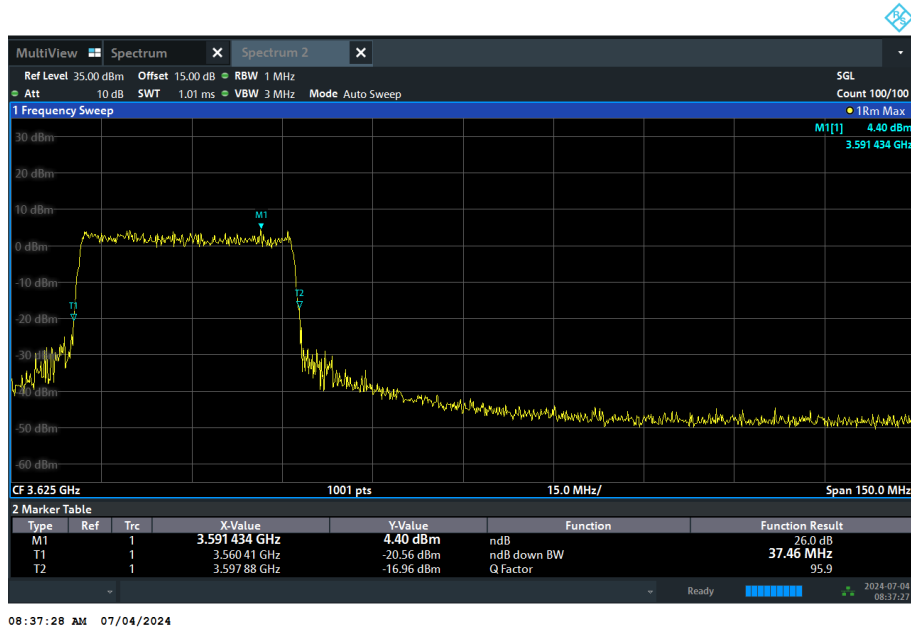 R&S
MultiView Spectrum X Spectrum 2 X
Ref Level 35.00 dBm Offset 15.00 dB RBW 1 MHz SGL
Att 10 dB SWT 1.01 ms VBW 3 MHz Mode Auto Sweep Count 100/100
1 Frequency Sweep 1Rm Max
M1[1] 4.40 dBm
3.591 434 GHz
30 dBm
20 dBm
10 dBm
M1
0 dBm
-10 dBm
T2
T1
-20 dBm
-30 dBm
-40 dBm
-50 dBm
-60 dBm
CF 3.625 GHz 1001 pts 15.0 MHz/ Span 150.0 MHz
2 Marker Table
Type Ref Trc X-Value Y-Value Function Function Result
M1 1 3.591 434 GHz 4.40 dBm ndB 26.0 dB
T1 1 3.560 41 GHz -20.56 dBm ndB down BW 37.46 MHz
T2 1 3.597 88 GHz -16.96 dBm Q Factor 95.9
Ready 2024-07-04
08:37:27
08:37:28 AM 07/04/2024